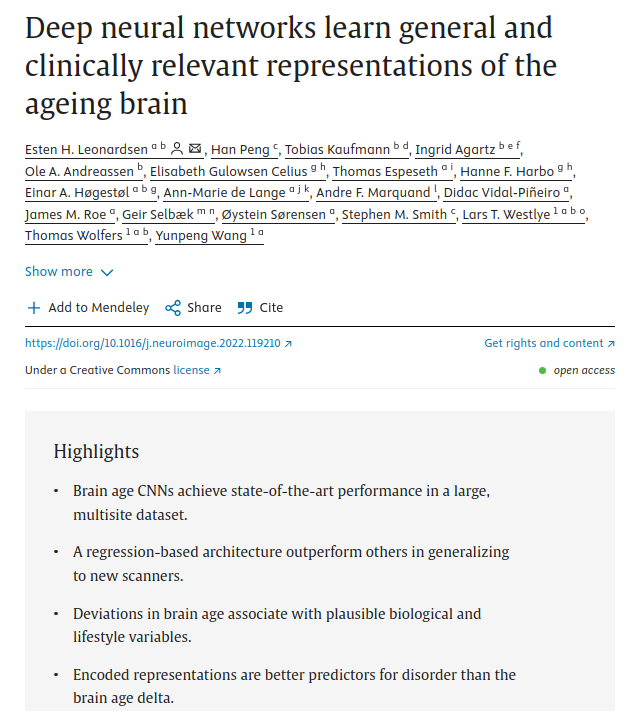 Deep neural networks learn general and
clinically relevant representations of the
ageing brain
Esten H. Leonardsen a b, Han Peng c, Tobias Kaufmann b d, Ingrid Agartz b e f,
Ole A. Andreassen b, Elisabeth Gulowsen Celius g h, Thomas Espeseth a i, Hanne F. Harbo g h,
Einar A. Høgestøl a b g, Ann-Marie de Lange a j k, Andre F. Marquand l, Didac Vidal-Piñeiro a,
James M. Roe a, Geir Selbæk m n, Øystein Sørensen a, Stephen M. Smith c, Lars T. Westlye 1 a b o,
Thomas Wolfers 1 a b, Yunpeng Wang 1 a
Show more
Add to Mendeley Share Cite
https://doi.org/10.1016/j.neuroimage.2022.119210 ↗ Get rights and content ↗
Under a Creative Commons license ↗ open access
Highlights
• Brain age CNNs achieve state-of-the-art performance in a large,
multisite dataset.
• A regression-based architecture outperform others in generalizing
to new scanners.
• Deviations in brain age associate with plausible biological and
lifestyle variables.
• Encoded representations are better predictors for disorder than the
brain age delta.